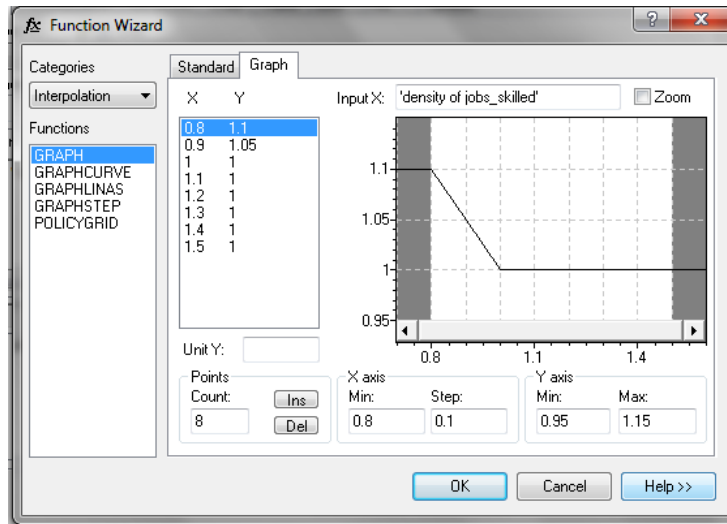 fx Function Wizard
Categories
Interpolation
Functions
GRAPH
GRAPHCURVE
GRAPHLINAS
GRAPHSTEP
POLICYGRID
Standard Graph
X Y
0.8 1.1
0.9 1.05
1 1
1.1 1
1.2 1
1.3 1
1.4 1
1.5 1
Unit Y:
Input X: 'density of jobs_skilled' Zoom
1.1
1.05
1
0.95
0.8 1.1 1.4
Points
Count:
8
Ins
Del
X axis
Min: Step:
0.8 0.1
Y axis
Min: Max:
0.95 1.15
OK Cancel Help >>